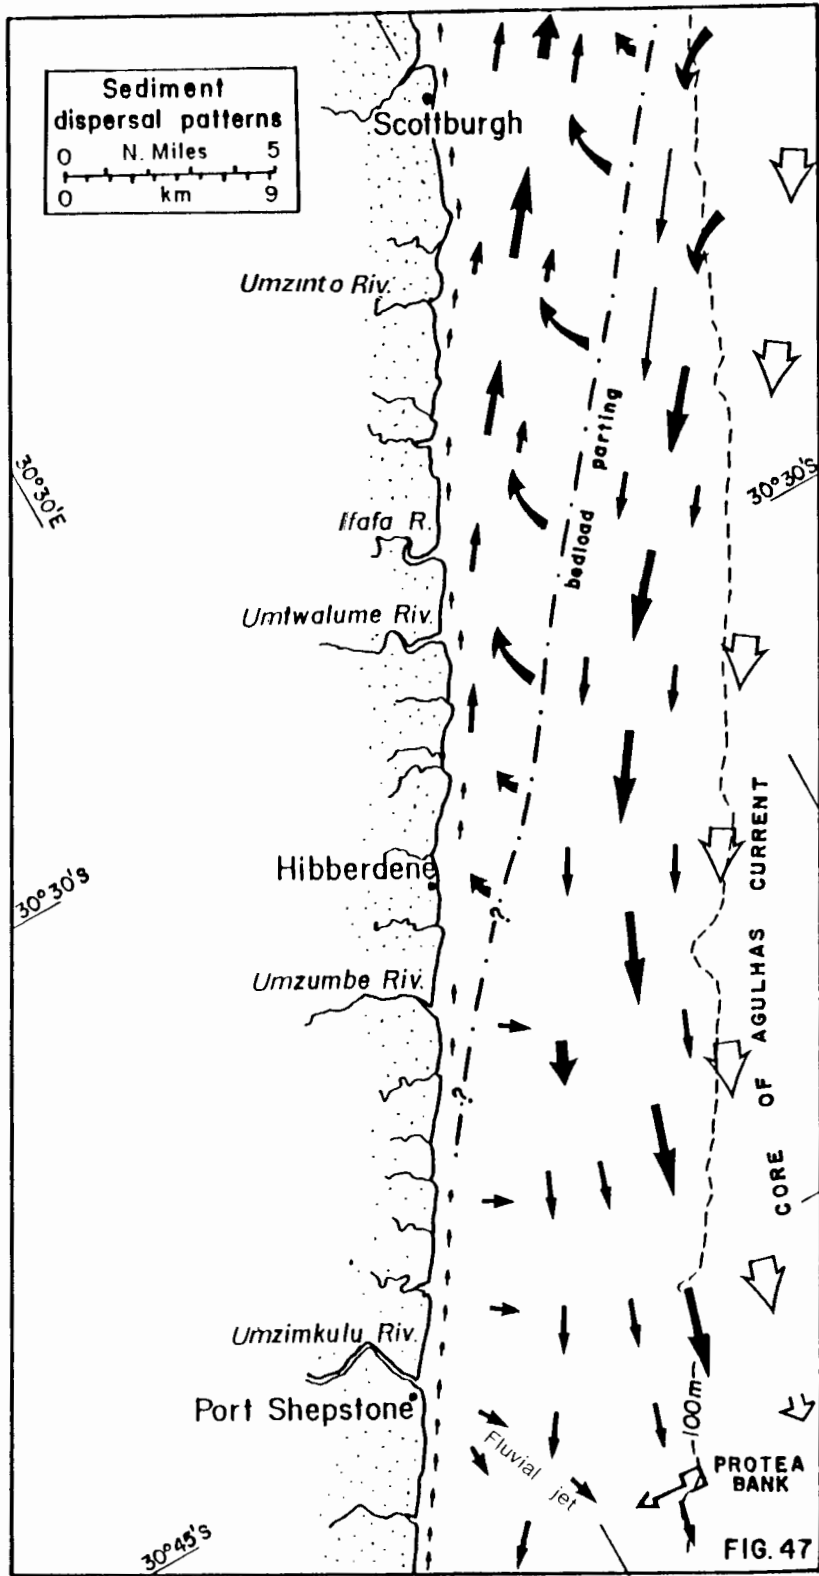 Sediment
dispersal patterns
0 N. Miles 5
0 km 9
Scottburgh
Umzinto Riv.
30°30'E
30°30'S
bedload parting
Ifafa R.
Umtwalume Riv.
30°30'S
Hibberdene
?
CORE OF AGULHAS CURRENT
Umzumbe Riv.
?
Umzimkulu Riv.
Port Shepstone
100m
Fluvial jet
PROTEA
BANK
30°45'S
FIG. 47